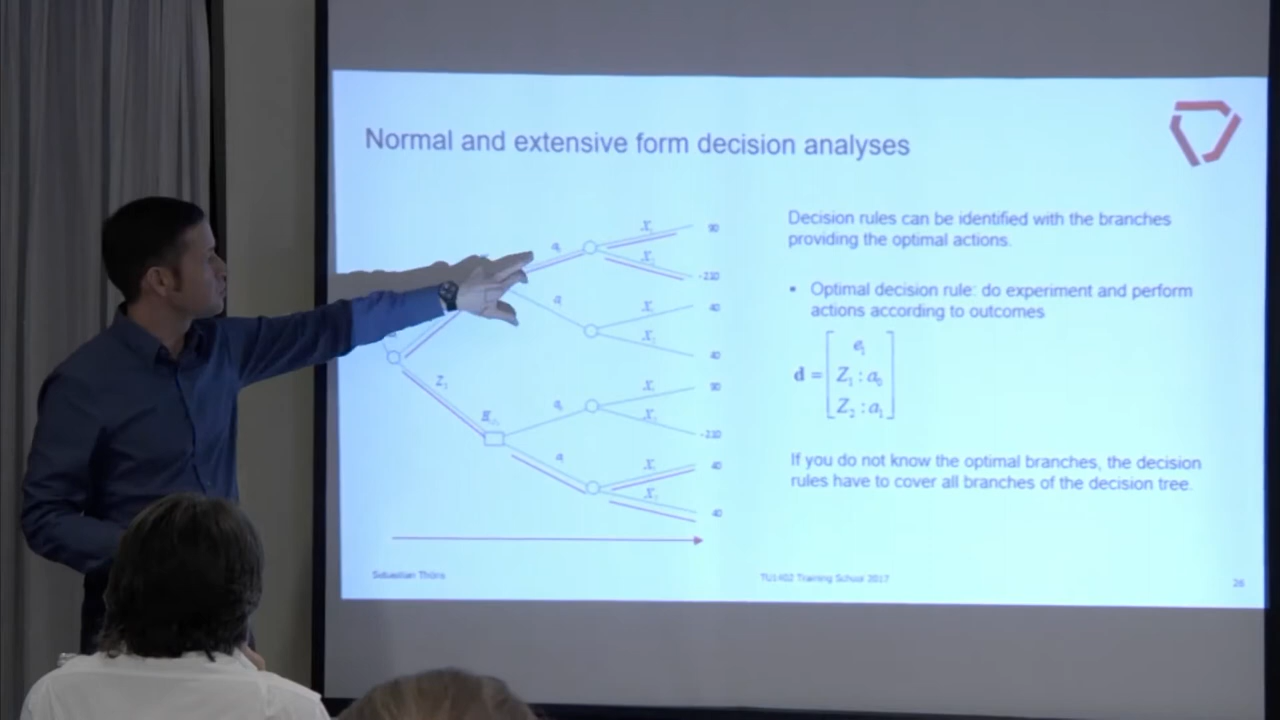 Normal and extensive form decision analyses
Decision rules can be identified with the branches
providing the optimal actions.
• Optimal decision rule: do experiment and perform
actions according to outcomes
d =
e₁
Z₁ : a₀
Z₂ : a₁
If you do not know the optimal branches, the decision
rules have to cover all branches of the decision tree.
90
-210
40
40
90
-210
40
40
Sebastian Thöns
TU1402 Training School 2017
26